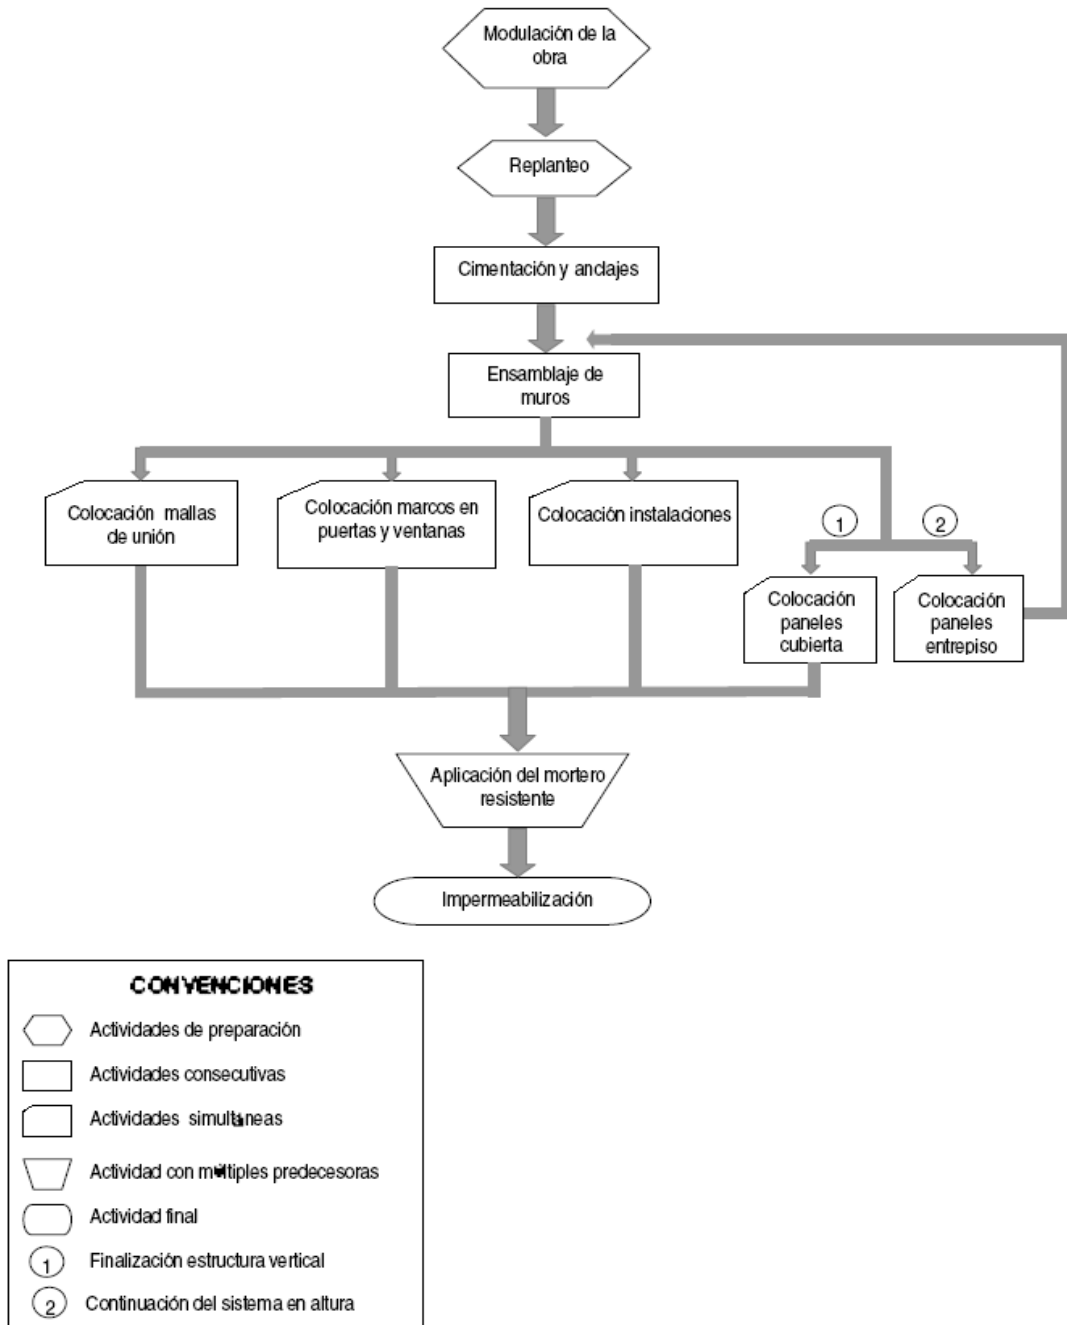 Modulación de la
obra
Replanteo
Cimentación y anclajes
Ensamblaje de
muros
Colocación mallas
de unión
Colocación marcos en
puertas y ventanas
Colocación instalaciones
1
2
Colocación
paneles
cubierta
Colocación
paneles
entrepiso
Aplicación del mortero
resistente
Impermeabilización
CONVENCIONES
Actividades de preparación
Actividades consecutivas
Actividades simultáneas
Actividad con múltiples predecesoras
Actividad final
1 Finalización estructura vertical
2 Continuación del sistema en altura